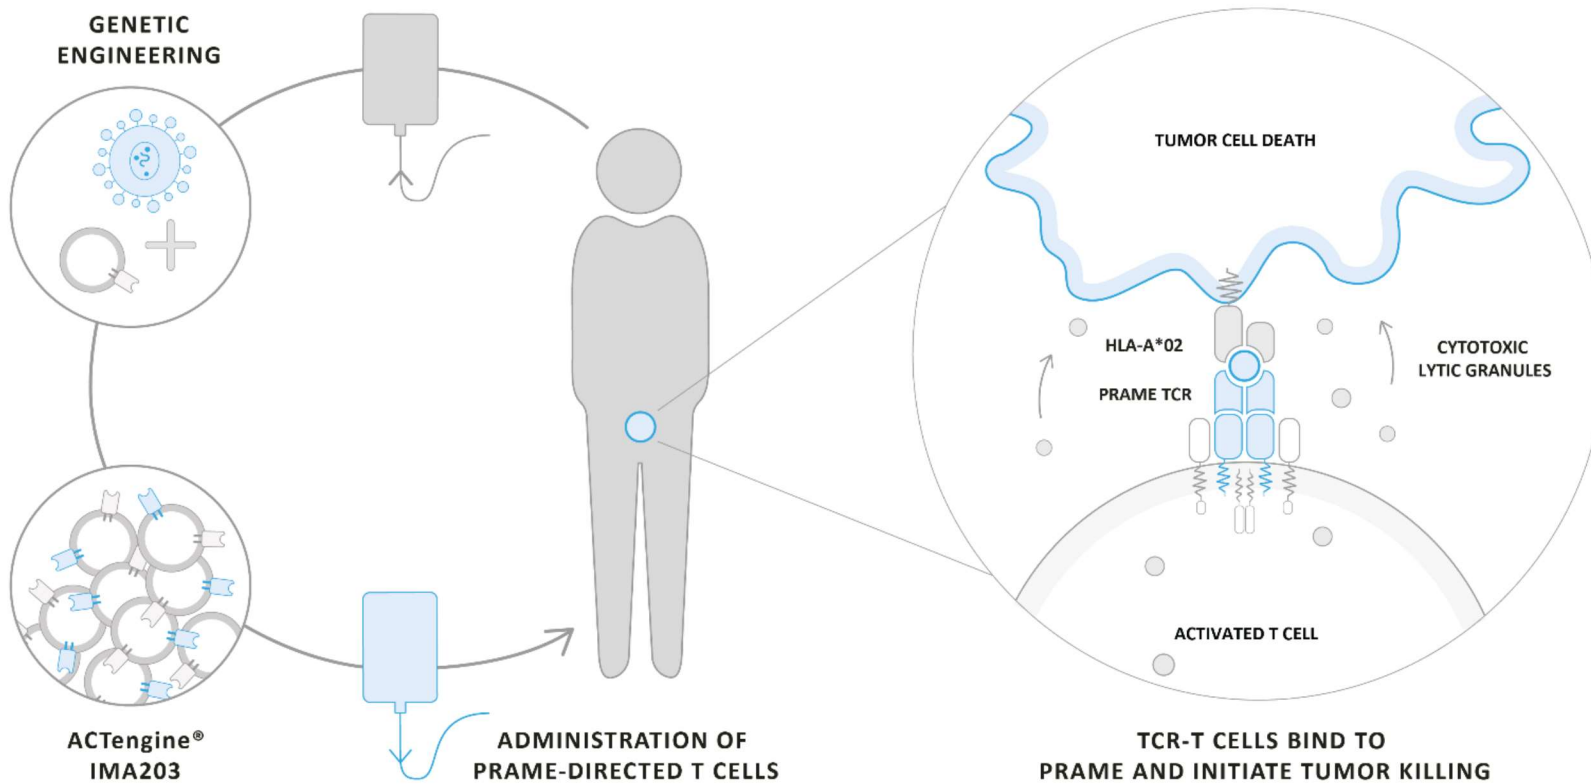 GENETIC
ENGINEERING
ACTengine®
IMA203
ADMINISTRATION OF
PRAME-DIRECTED T CELLS
TUMOR CELL DEATH
HLA-A*02
PRAME TCR
CYTOTOXIC
LYTIC GRANULES
ACTIVATED T CELL
TCR-T CELLS BIND TO
PRAME AND INITIATE TUMOR KILLING